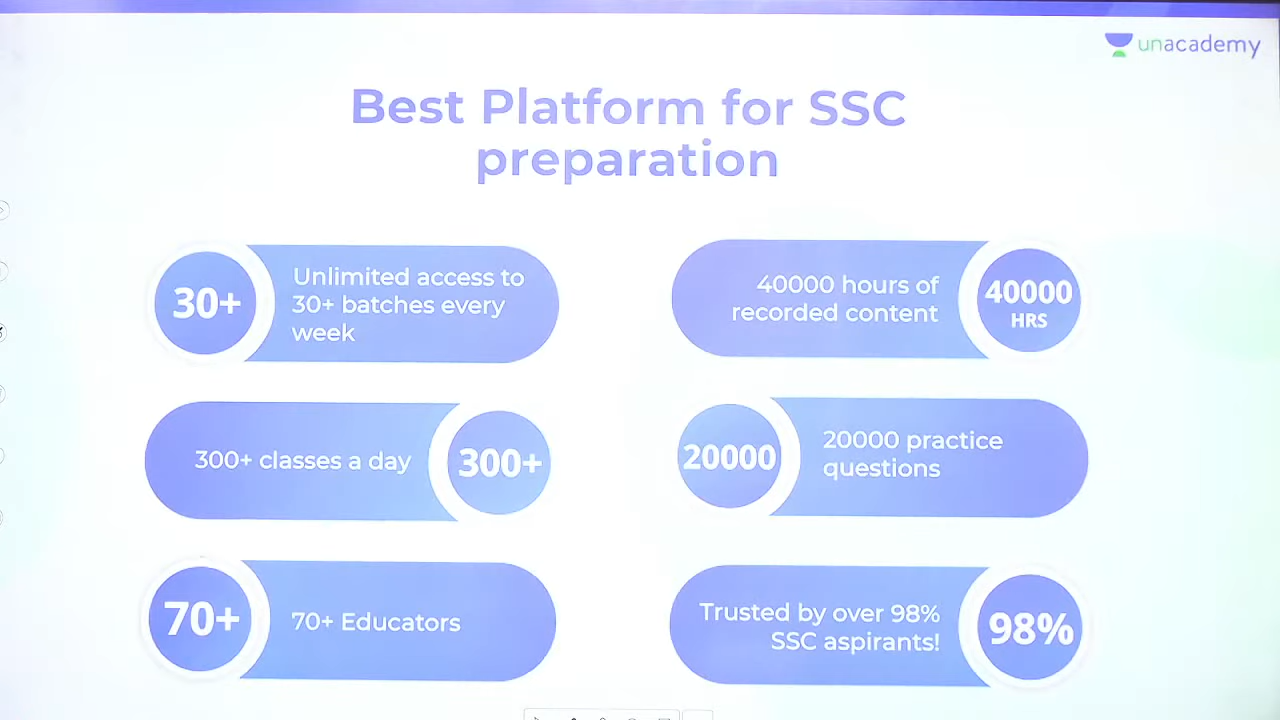 unacademy
Best Platform for SSC
preparation
30+
Unlimited access to
30+ batches every
week
40000 hours of
recorded content
40000
HRS
300+ classes a day
300+
20000
20000 practice
questions
70+
70+ Educators
Trusted by over 98%
SSC aspirants!
98%